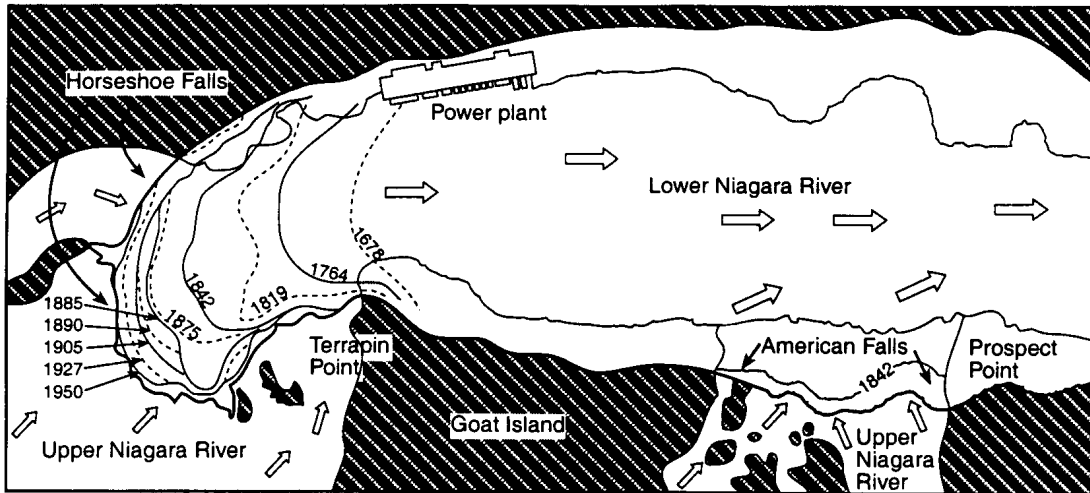 Horseshoe Falls
Power plant
Lower Niagara River
1678
1764
1842
1819
1875
1885
1890
1905
1927
1950
Terrapin
Point
American Falls
1842
Prospect
Point
Goat Island
Upper Niagara River
Upper
Niagara
River